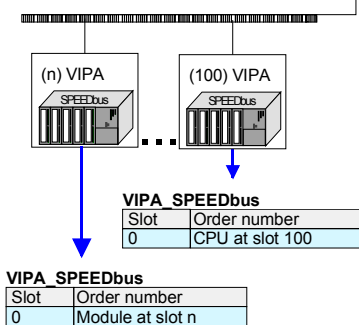 (n) VIPA
(100) VIPA
SPEEDbus
SPEEDbus
VIPA_SPEEDbus
Slot Order number
0 CPU at slot 100
VIPA_SPEEDbus
Slot Order number
0 Module at slot n